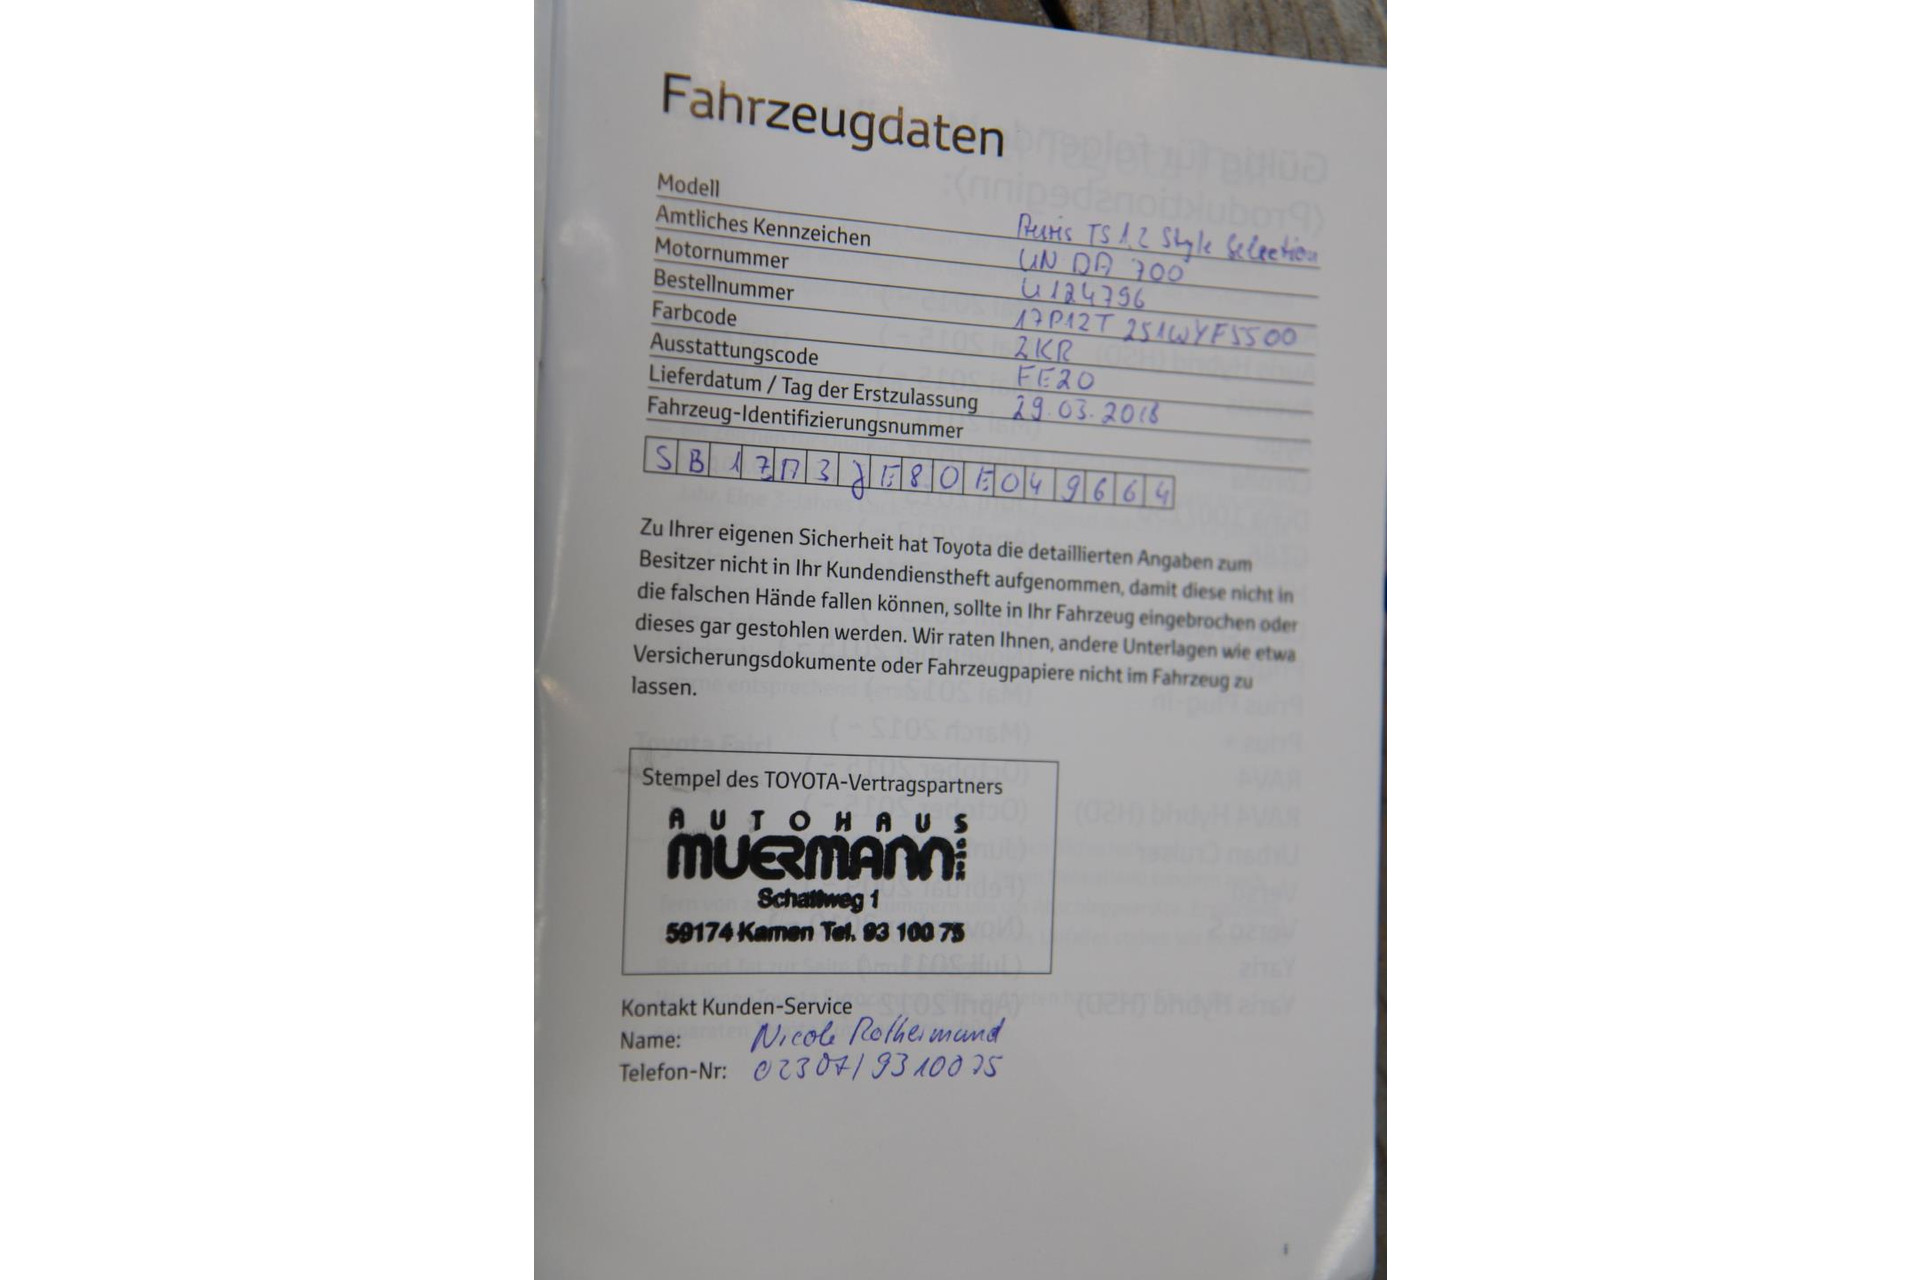 Fahrzeugdaten
Modell Auris TS 1,2 Style Selection
Amtliches Kennzeichen UN DA 700
Motornummer U124796
Bestellnummer 17P12T 251WYF5500
Farbcode 2KR
Ausstattungscode EE20
Lieferdatum / Tag der Erstzulassung 29.03.2018
Fahrzeug-Identifizierungsnummer
SB17M3JE80E049664
Zu Ihrer eigenen Sicherheit hat Toyota die detaillierten Angaben zum
Besitzer nicht in Ihr Kundendienstheft aufgenommen, damit diese nicht in
die falschen Hände fallen können, sollte in Ihr Fahrzeug eingebrochen oder
dieses gar gestohlen werden. Wir raten Ihnen, andere Unterlagen wie etwa
Versicherungsdokumente oder Fahrzeugpapiere nicht im Fahrzeug zu
lassen.
Stempel des TOYOTA-Vertragspartners
AUTOHAUS
MUERMANN
Schattweg 1
59174 Kamen Tel. 93 100 75
Kontakt Kunden-Service
Name: Nicole Rothermund
Telefon-Nr: 02307/9310075